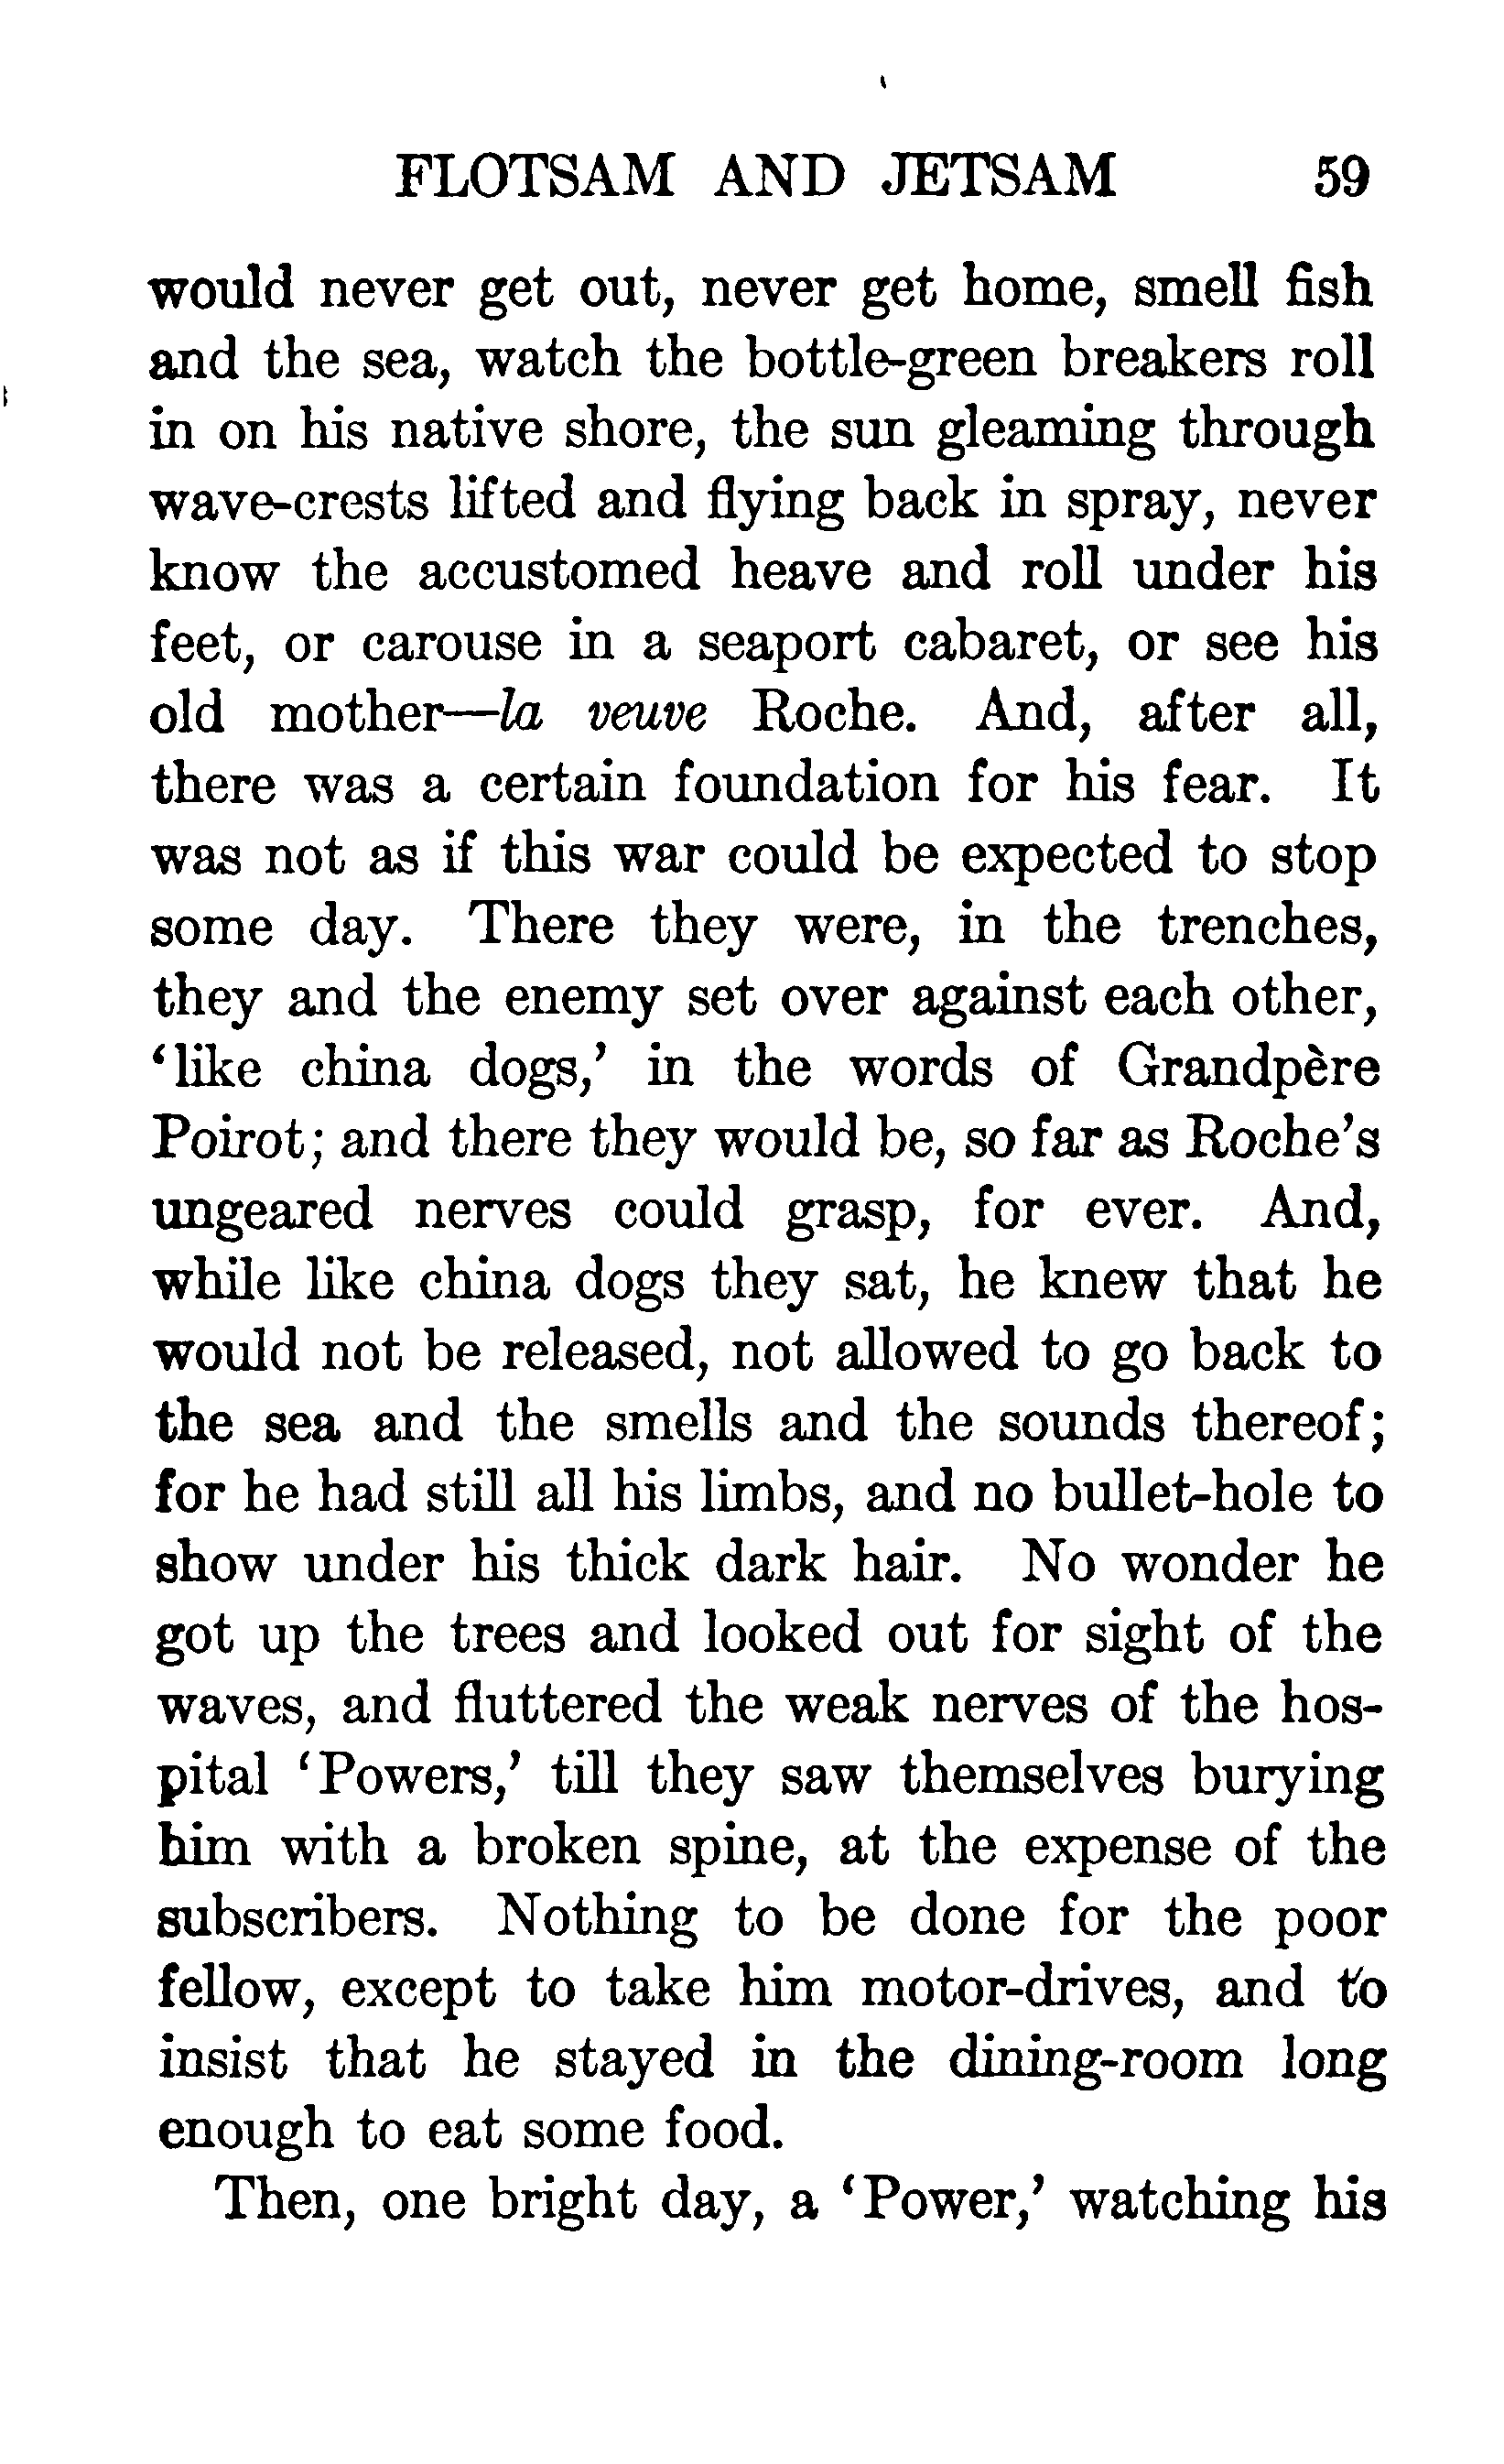 FLOTSAM AND JETSAM 59
would never get out, never get home, smell fish
and the sea, watch the bottle-green breakers roll
in on his native shore, the sun gleaming through
wave-crests lifted and flying back in spray, never
know the accustomed heave and roll under his
feet, or carouse in a seaport cabaret, or see his
old mother—la veuve Roche. And, after all,
there was a certain foundation for his fear. It
was not as if this war could be expected to stop
some day. There they were, in the trenches,
they and the enemy set over against each other,
‘like china dogs,’ in the words of Grandpère
Poirot; and there they would be, so far as Roche’s
ungeared nerves could grasp, for ever. And,
while like china dogs they sat, he knew that he
would not be released, not allowed to go back to
the sea and the smells and the sounds thereof;
for he had still all his limbs, and no bullet-hole to
show under his thick dark hair. No wonder he
got up the trees and looked out for sight of the
waves, and fluttered the weak nerves of the hos-
pital ‘Powers,’ till they saw themselves burying
him with a broken spine, at the expense of the
subscribers. Nothing to be done for the poor
fellow, except to take him motor-drives, and to
insist that he stayed in the dining-room long
enough to eat some food.
Then, one bright day, a ‘Power,’ watching his